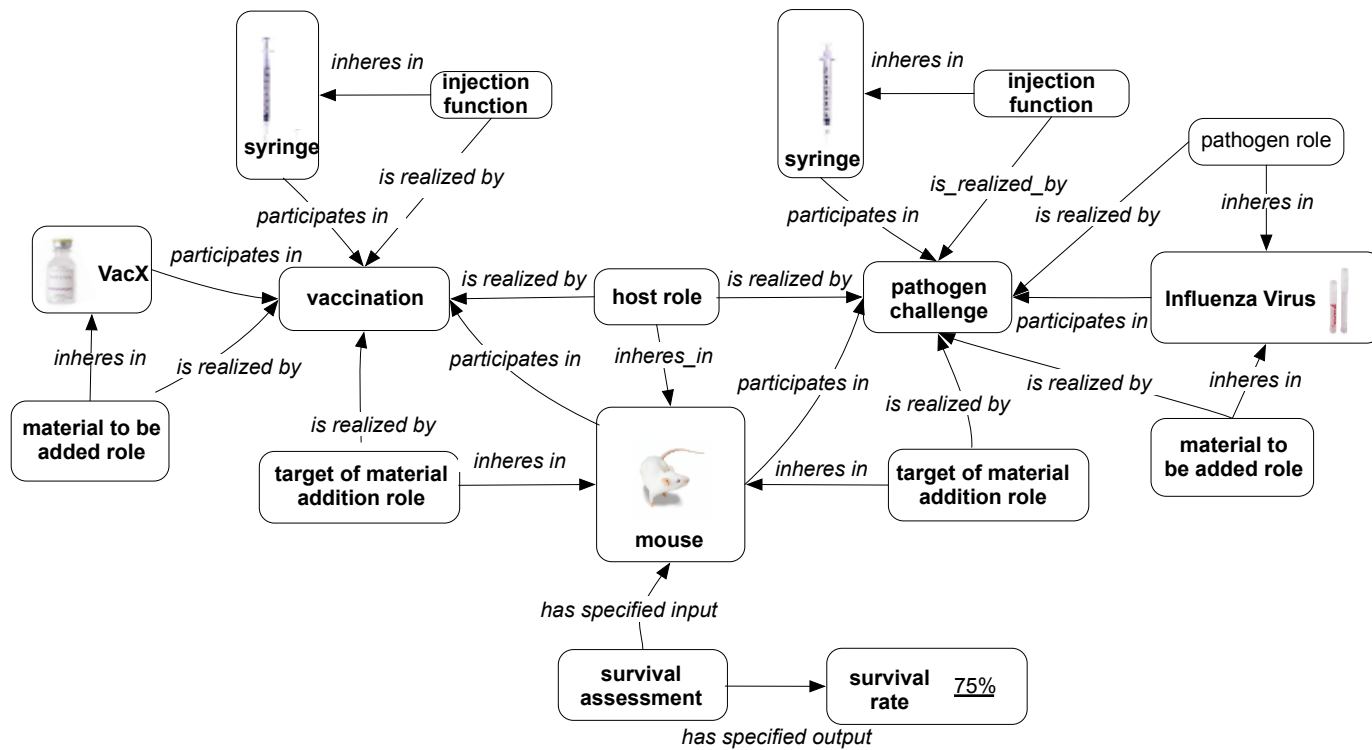 inheres in
injection
function
syringe
is realized by
participates in
inheres in
injection
function
syringe
is_realized_by
participates in
pathogen role
is realized by
inheres in
VacX
participates in
vaccination
is realized by
host role
is realized by
pathogen
challenge
Influenza Virus
participates in
inheres in
is realized by
participates in
inheres_in
participates in
is realized by
inheres in
material to be
added role
is realized by
is realized by
material to
be added role
target of material
addition role
inheres in
mouse
inheres in
target of material
addition role
has specified input
survival
assessment
survival
rate
75%
has specified output